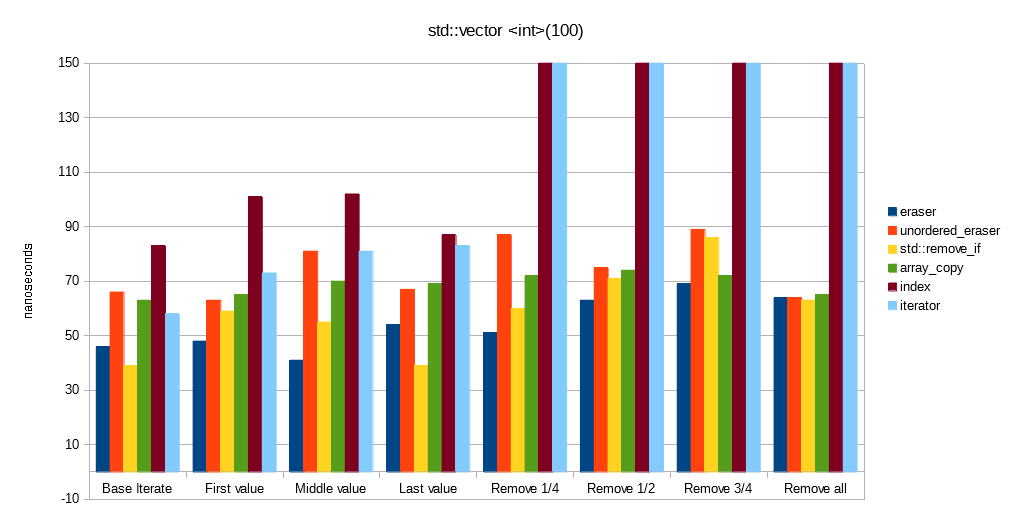 std::vector <int>(100)
150
130
110
90
70
50
30
10
-10
nanoseconds
Base Iterate
First value
Middle value
Last value
Remove 1/4
Remove 1/2
Remove 3/4
Remove all
eraser
unordered_eraser
std::remove_if
array_copy
index
iterator